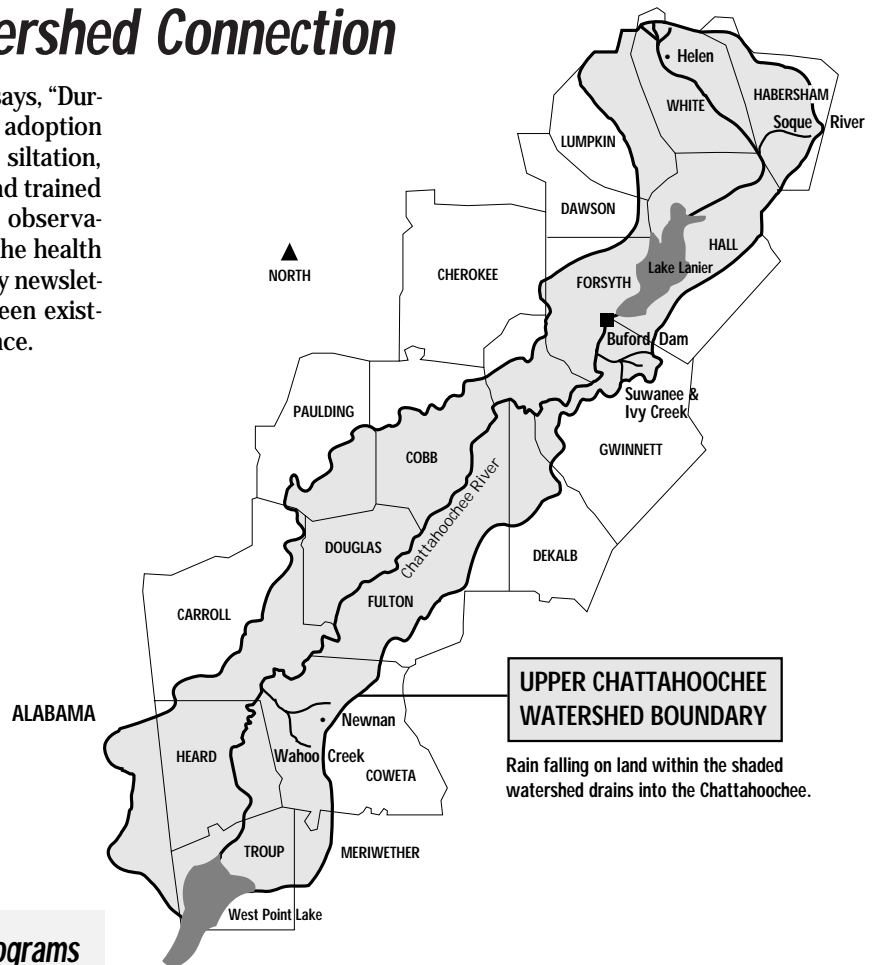 ershed Connection
says, “Dur-
adoption
siltation,
nd trained
observa-
he health
y newslet-
een exist-
nce.
Helen
WHITE
HABERSHAM
Soque River
LUMPKIN
DAWSON
HALL
NORTH
CHEROKEE
FORSYTH
Lake Lanier
Buford Dam
Suwanee &
Ivy Creek
PAULDING
GWINNETT
COBB
Chattahoochee River
DOUGLAS
DEKALB
FULTON
CARROLL
UPPER CHATTAHOOCHEE
WATERSHED BOUNDARY
ALABAMA
Newnan
HEARD
Wahoo Creek
COWETA
Rain falling on land within the shaded
watershed drains into the Chattahoochee.
TROUP
MERIWETHER
West Point Lake
ograms